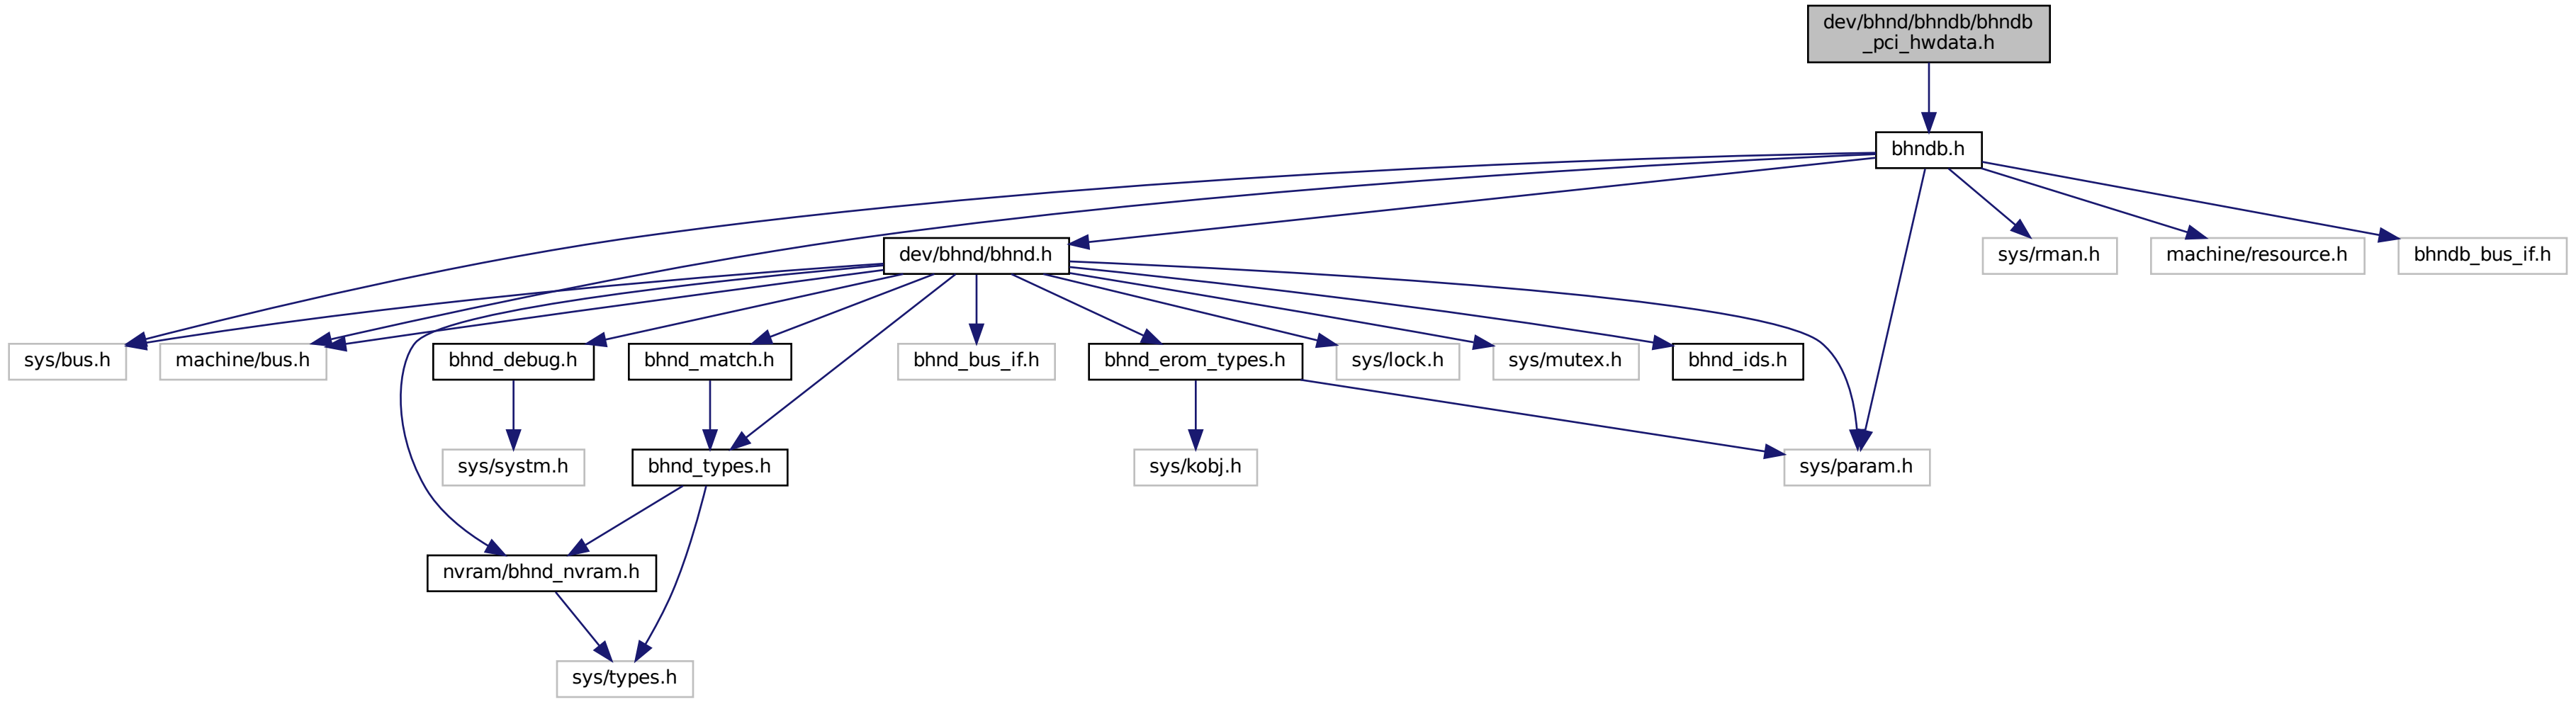 dev/bhnd/bhndb/bhndb
_pci_hwdata.h
bhndb.h
dev/bhnd/bhnd.h
sys/rman.h
machine/resource.h
bhndb_bus_if.h
sys/bus.h
machine/bus.h
bhnd_debug.h
bhnd_match.h
bhnd_bus_if.h
bhnd_erom_types.h
sys/lock.h
sys/mutex.h
bhnd_ids.h
sys/systm.h
bhnd_types.h
sys/kobj.h
sys/param.h
nvram/bhnd_nvram.h
sys/types.h